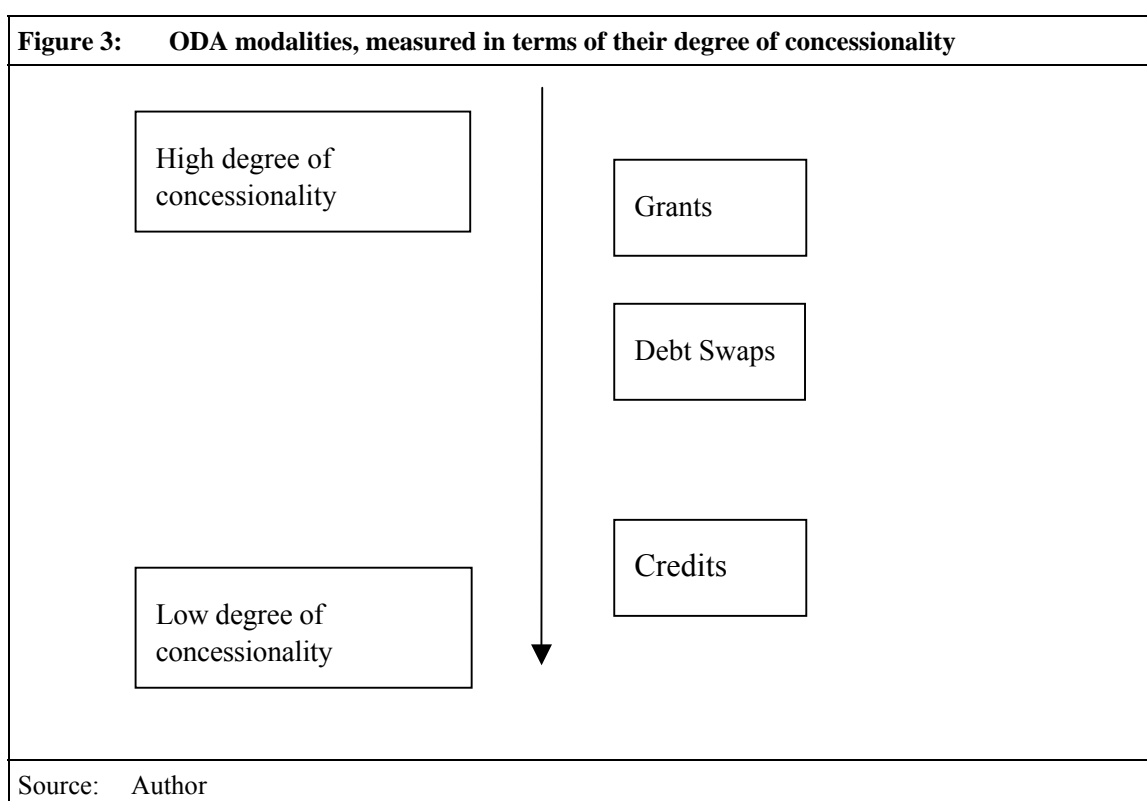 Figure 3: ODA modalities, measured in terms of their degree of concessionality
High degree of
concessionality
Grants
Debt Swaps
Credits
Low degree of
concessionality
Source: Author